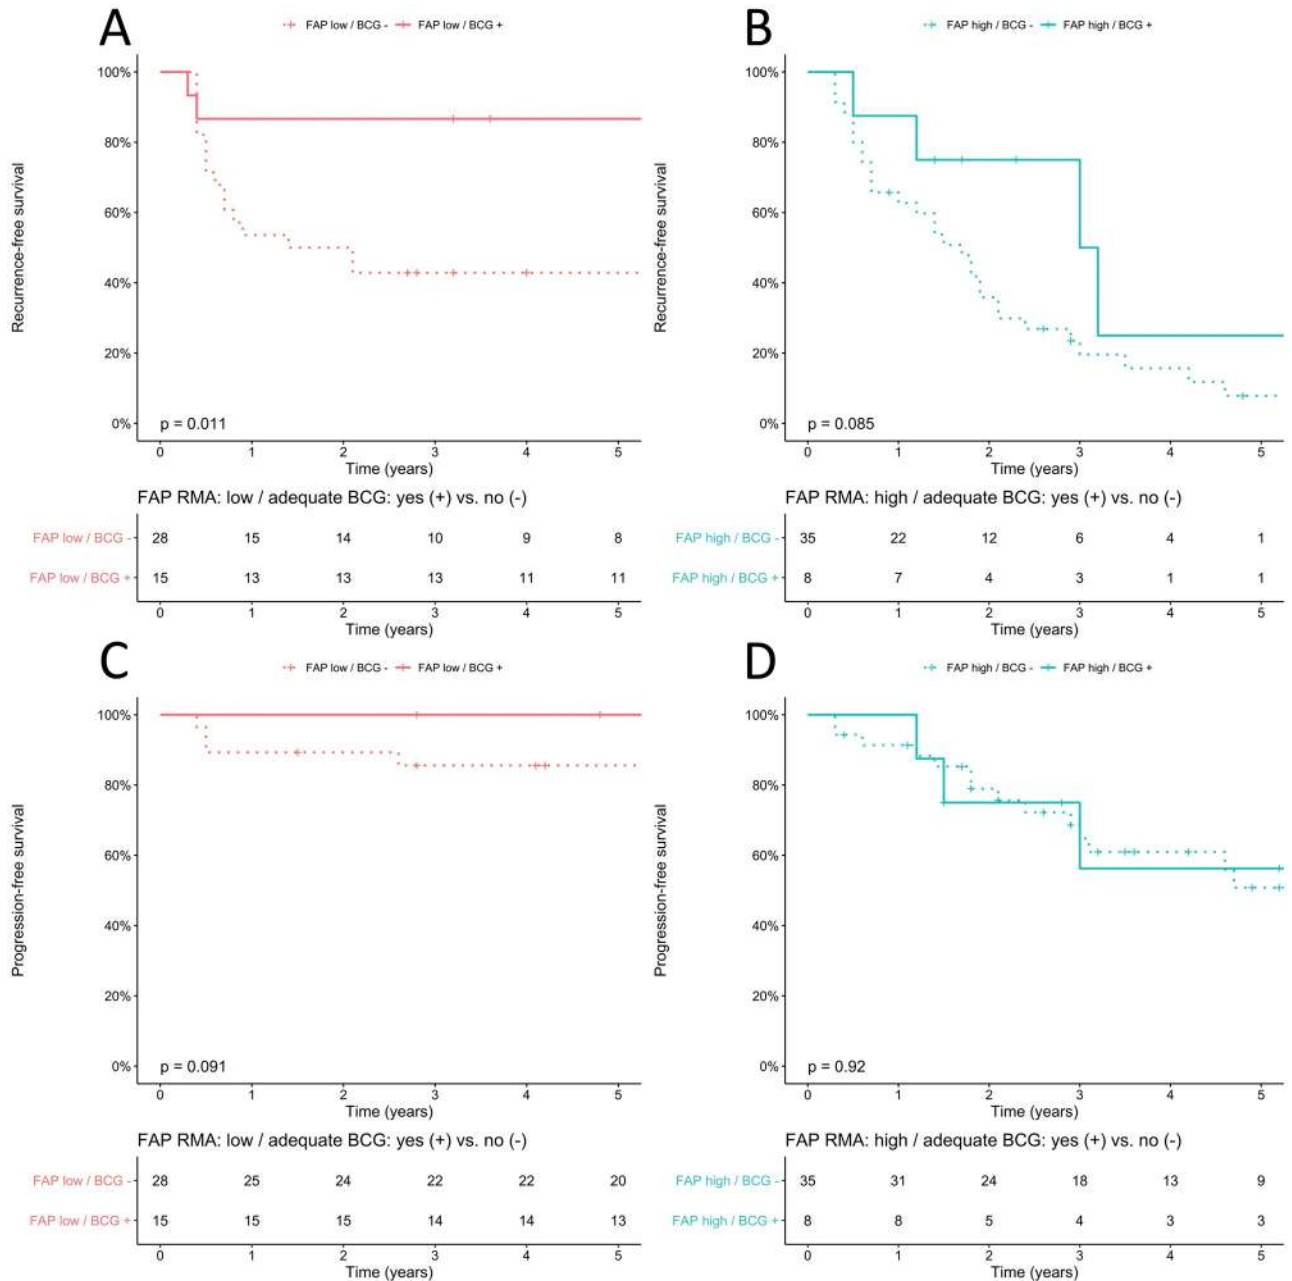 A
FAP low / BCG - FAP low / BCG +
Recurrence-free survival
100%
80%
60%
40%
20%
0%
p = 0.011
0 1 2 3 4 5
Time (years)
FAP RMA: low / adequate BCG: yes (+) vs. no (-)
FAP low / BCG - 28 15 14 10 9 8
FAP low / BCG + 15 13 13 13 11 11
0 1 2 3 4 5
Time (years)
B
FAP high / BCG - FAP high / BCG +
Recurrence-free survival
100%
80%
60%
40%
20%
0%
p = 0.085
0 1 2 3 4 5
Time (years)
FAP RMA: high / adequate BCG: yes (+) vs. no (-)
FAP high / BCG - 35 22 12 6 4 1
FAP high / BCG + 8 7 4 3 1 1
0 1 2 3 4 5
Time (years)
C
FAP low / BCG - FAP low / BCG +
Progression-free survival
100%
80%
60%
40%
20%
0%
p = 0.091
0 1 2 3 4 5
Time (years)
FAP RMA: low / adequate BCG: yes (+) vs. no (-)
FAP low / BCG - 28 25 24 22 22 20
FAP low / BCG + 15 15 15 14 14 13
0 1 2 3 4 5
Time (years)
D
FAP high / BCG - FAP high / BCG +
Progression-free survival
100%
80%
60%
40%
20%
0%
p = 0.92
0 1 2 3 4 5
Time (years)
FAP RMA: high / adequate BCG: yes (+) vs. no (-)
FAP high / BCG - 35 31 24 18 13 9
FAP high / BCG + 8 8 5 4 3 3
0 1 2 3 4 5
Time (years)